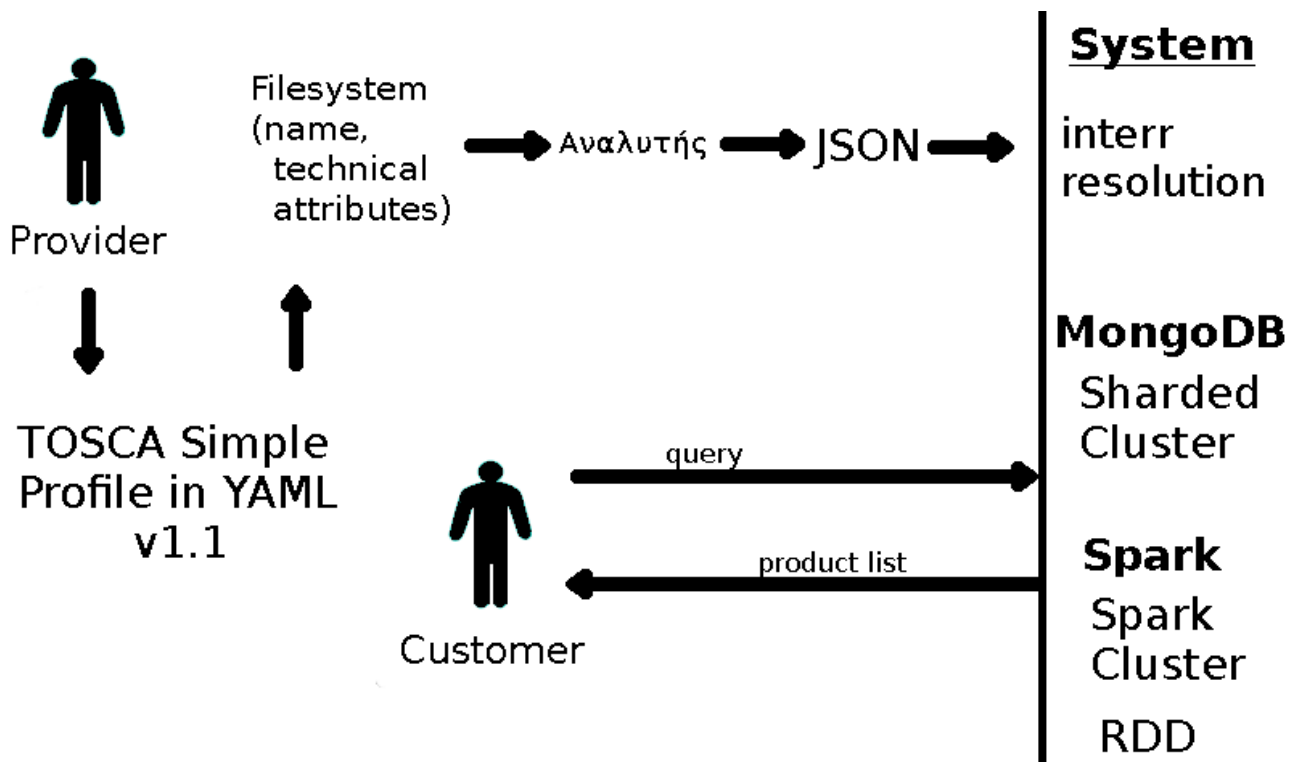 Provider
Filesystem
(name,
technical
attributes)
Αναλυτής
JSON
TOSCA Simple
Profile in YAML
v1.1
Customer
query
product list
System
interr
resolution
MongoDB
Sharded
Cluster
Spark
Spark
Cluster
RDD